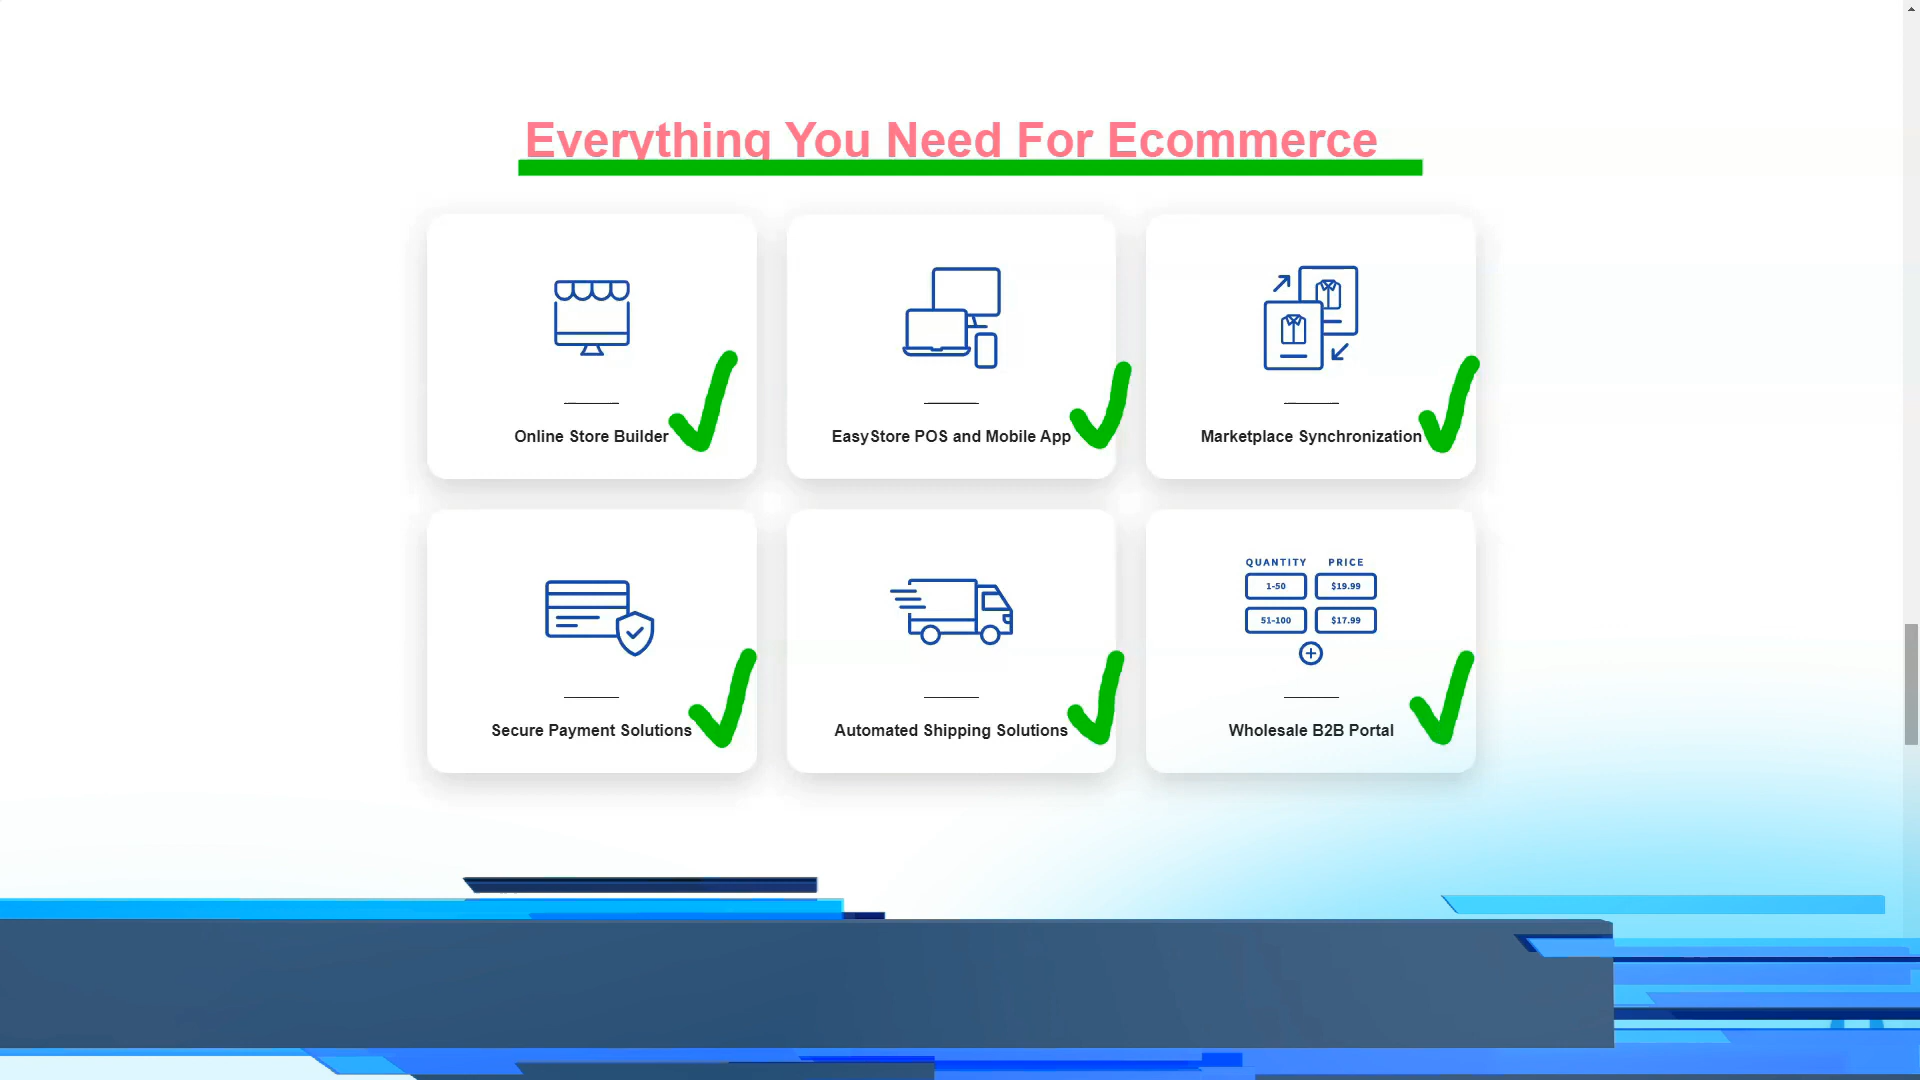 Everything You Need For Ecommerce
Online Store Builder
EasyStore POS and Mobile App
Marketplace Synchronization
QUANTITY PRICE
1-50 $19.99
51-100 $17.99
Secure Payment Solutions
Automated Shipping Solutions
Wholesale B2B Portal